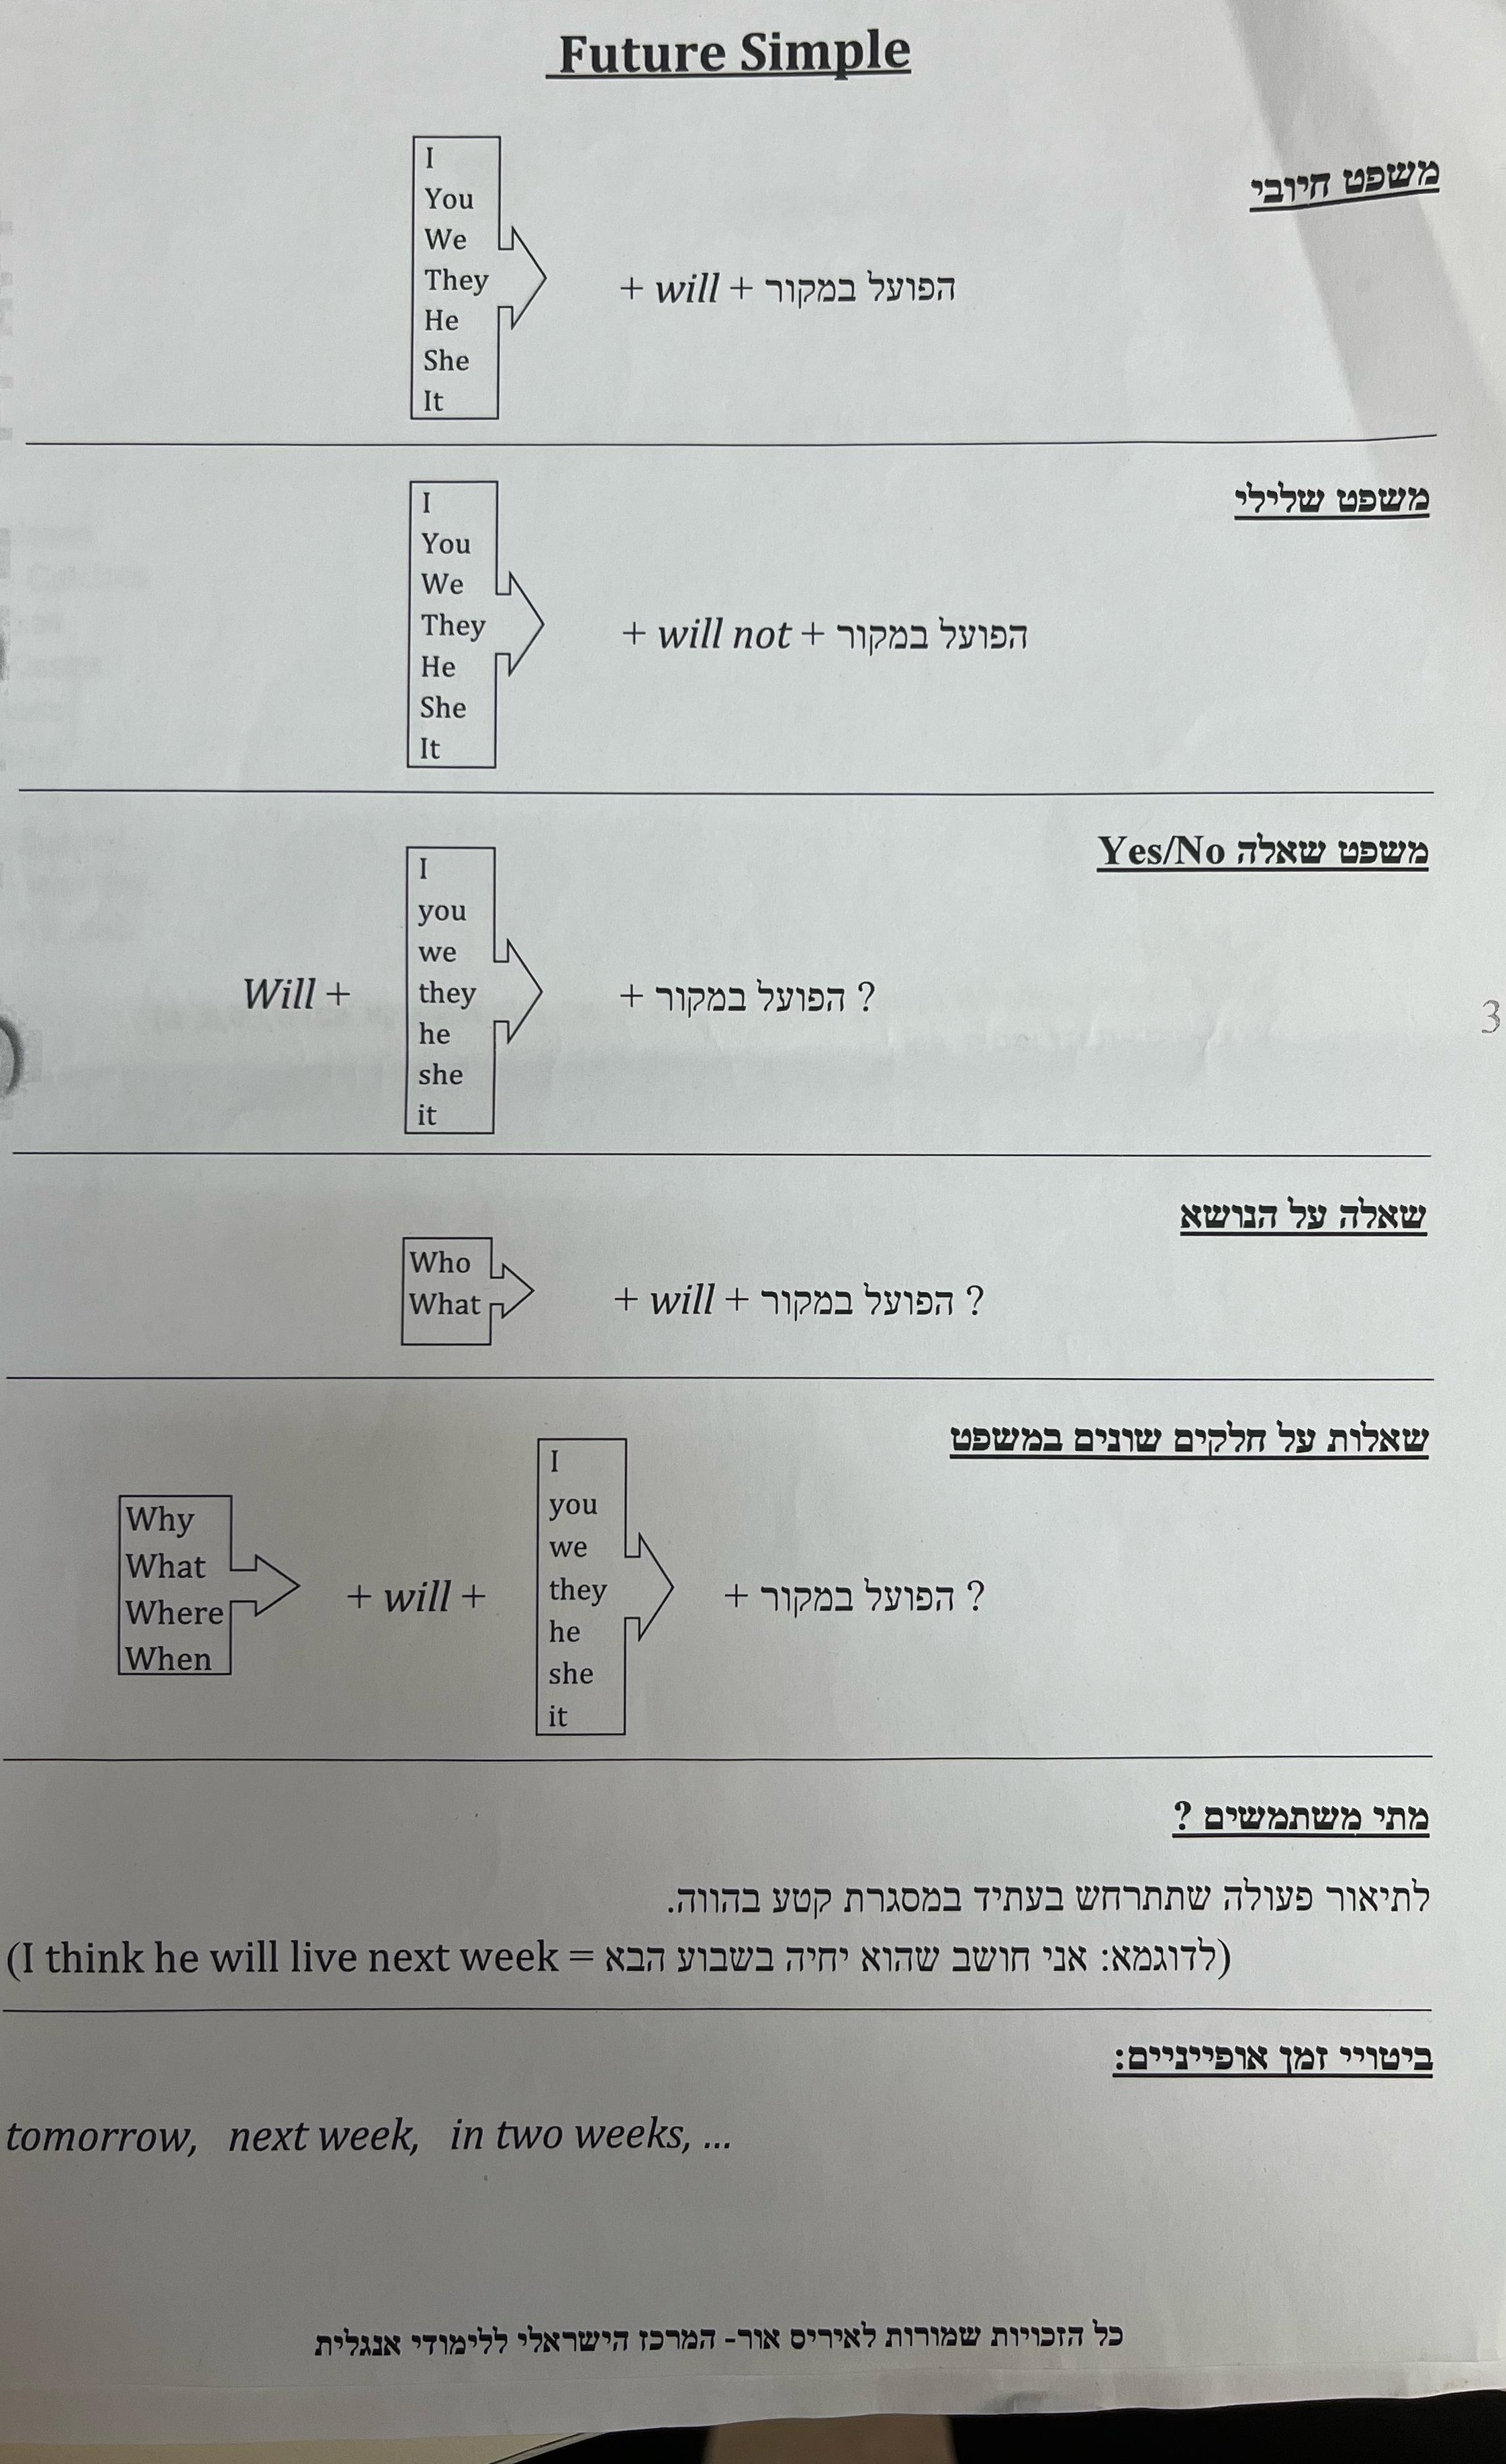 Future Simple
משפט חיובי
I
You
We
They
He
She
It
+ will + הפועל במקור
משפט שלילי
I
You
We
They
He
She
It
+ will not + הפועל במקור
משפט שאלה Yes/No
Will +
I
you
we
they
he
she
it
+ הפועל במקור ?
3
שאלה על הנושא
Who
What
+ will + הפועל במקור ?
שאלות על חלקים שונים במשפט
Why
What
Where
When
+ will +
I
you
we
they
he
she
it
+ הפועל במקור ?
מתי משתמשים ?
לתיאור פעולה שתתרחש בעתיד במסגרת קטע בהווה.
(לדוגמא: אני חושב שהוא יחיה בשבוע הבא = I think he will live next week)
ביטויי זמן אופייניים:
tomorrow, next week, in two weeks, ...
כל הזכויות שמורות לאיריס אור- המרכז הישראלי ללימודי אנגלית